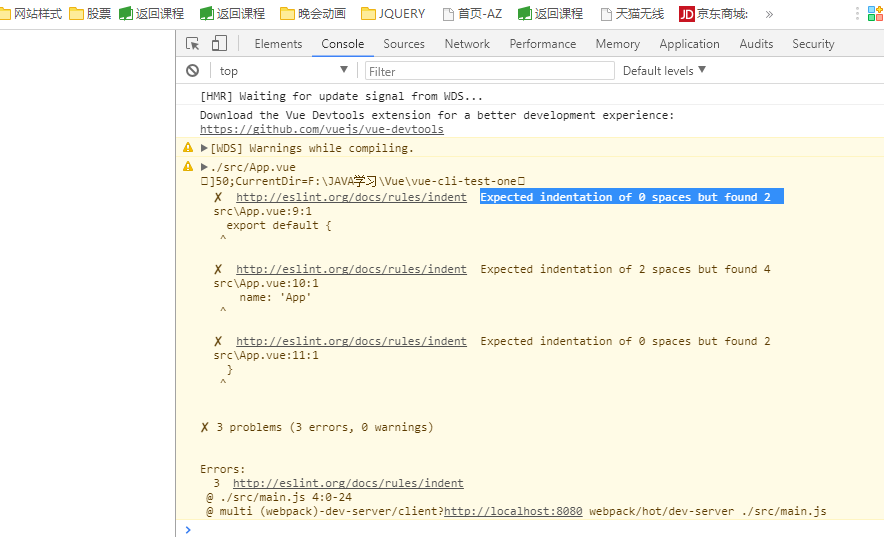 网站样式 股票 返回课程 返回课程 晚会动画 JQUERY 首页-AZ 返回课程 天猫无线 JD 京东商城: »
Elements Console Sources Network Performance Memory Application Audits Security
top ▼ Filter Default levels ▼
[HMR] Waiting for update signal from WDS...
Download the Vue Devtools extension for a better development experience:
https://github.com/vuejs/vue-devtools
▶[WDS] Warnings while compiling.
▶./src/App.vue
]50;CurrentDir=F:\JAVA学习\Vue\vue-cli-test-one
✘ http://eslint.org/docs/rules/indent Expected indentation of 0 spaces but found 2
src\App.vue:9:1
export default {
^
✘ http://eslint.org/docs/rules/indent Expected indentation of 2 spaces but found 4
src\App.vue:10:1
name: 'App'
^
✘ http://eslint.org/docs/rules/indent Expected indentation of 0 spaces but found 2
src\App.vue:11:1
}
^
✘ 3 problems (3 errors, 0 warnings)
Errors:
3 http://eslint.org/docs/rules/indent
@ ./src/main.js 4:0-24
@ multi (webpack)-dev-server/client?http://localhost:8080 webpack/hot/dev-server ./src/main.js
>